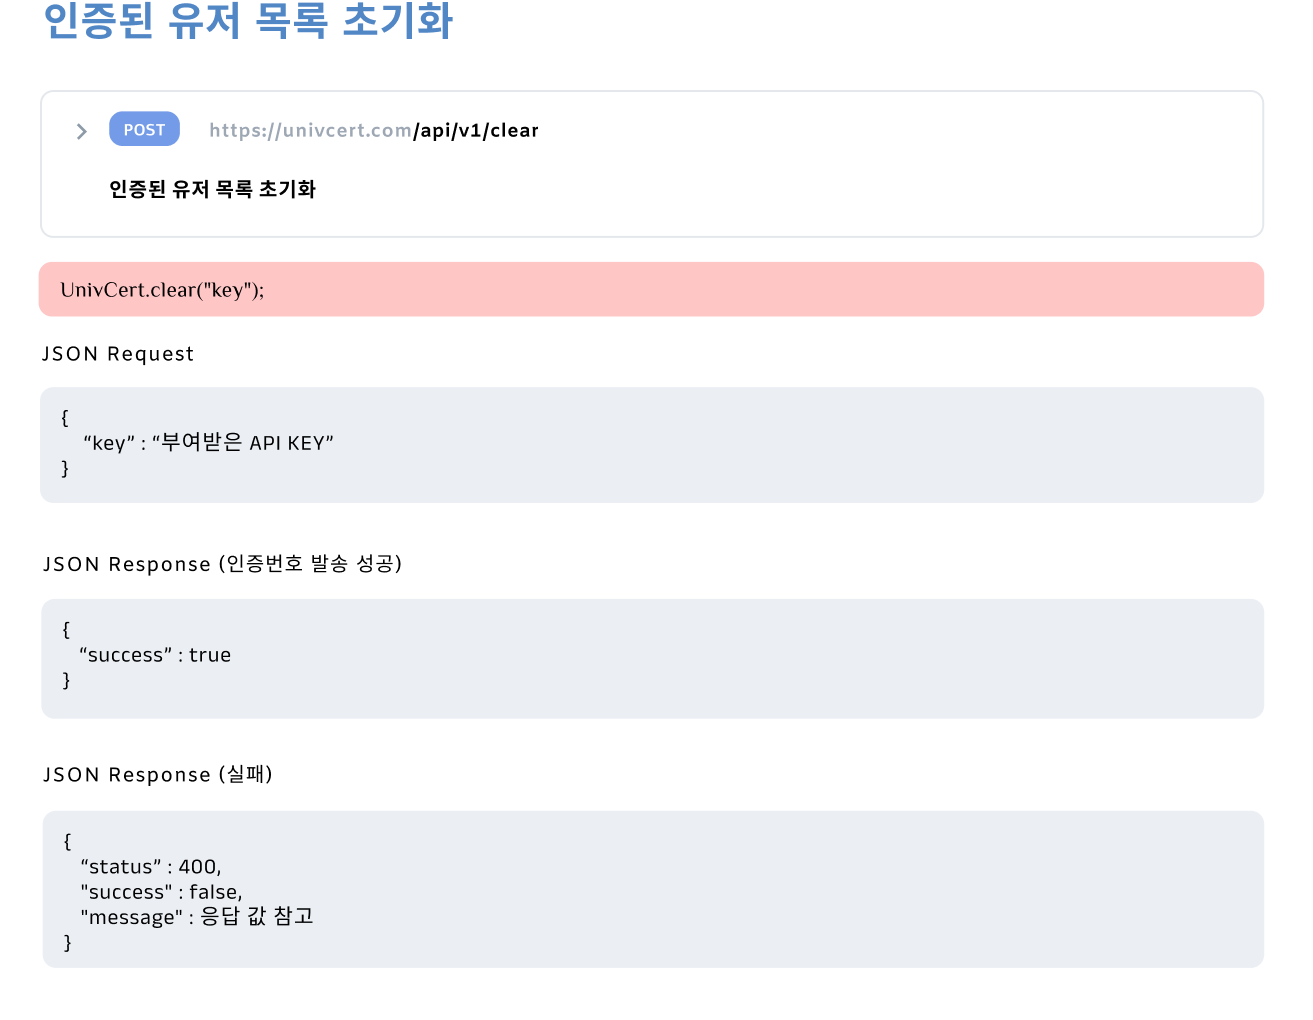 인증된 유저 목록 초기화
POST https://univcert.com/api/v1/clear
인증된 유저 목록 초기화
UnivCert.clear("key");
JSON Request
{
“key” : “부여받은 API KEY”
}
JSON Response (인증번호 발송 성공)
{
“success” : true
}
JSON Response (실패)
{
“status” : 400,
"success" : false,
"message" : 응답 값 참고
}